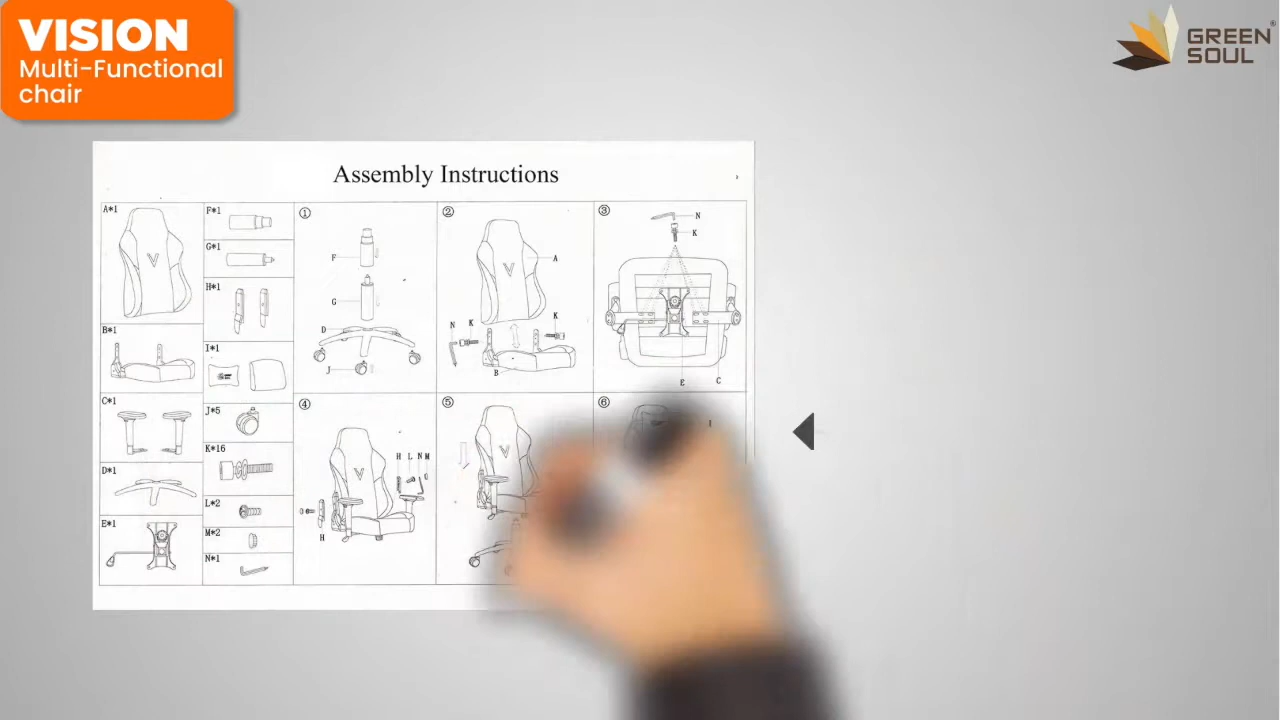 VISION
Multi-Functional
chair
GREEN
SOUL
®
Assembly Instructions
A*1
B*1
C*1
D*1
E*1
F*1
G*1
H*1
I*1
J*5
K*16
L*2
M*2
N*1
①
F
G
D
J
②
V
A
N K
K
B
③
N
K
E C
④
V
H L N M
H
⑤
V
⑥
I